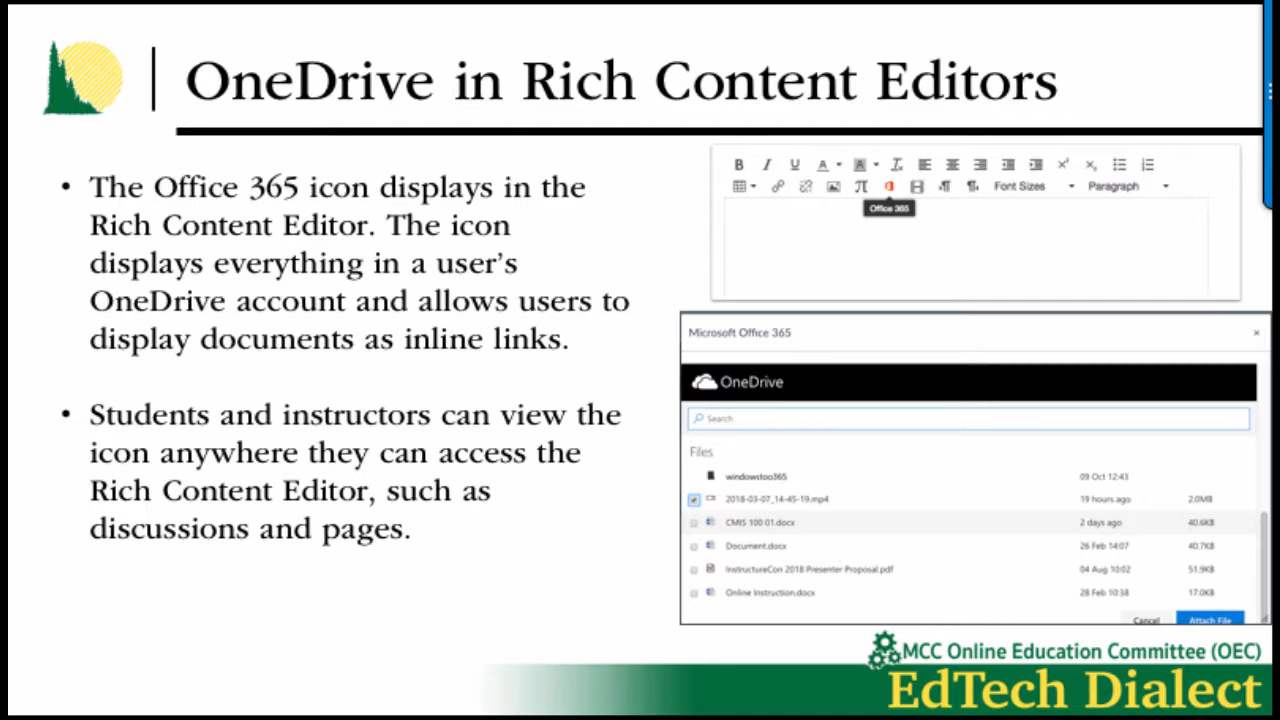 OneDrive in Rich Content Editors
• The Office 365 icon displays in the
Rich Content Editor. The icon
displays everything in a user's
OneDrive account and allows users to
display documents as inline links.
• Students and instructors can view the
icon anywhere they can access the
Rich Content Editor, such as
discussions and pages.
B I U A A
π Font Sizes Paragraph
Office 365
Microsoft Office 365 ×
OneDrive
Search
Files
windowstoo365 09 Oct 12:43
2018-03-07_14-45-19.mp4 19 hours ago 2.0MB
CMIS 100 01.docx 2 days ago 40.6KB
Document.docx 26 Feb 14:07 40.7KB
InstructureCon 2018 Presenter Proposal.pdf 04 Aug 10:02 51.9KB
Online Instruction.docx 28 Feb 10:38 17.0KB
Cancel Attach File
MCC Online Education Committee (OEC)
EdTech Dialect